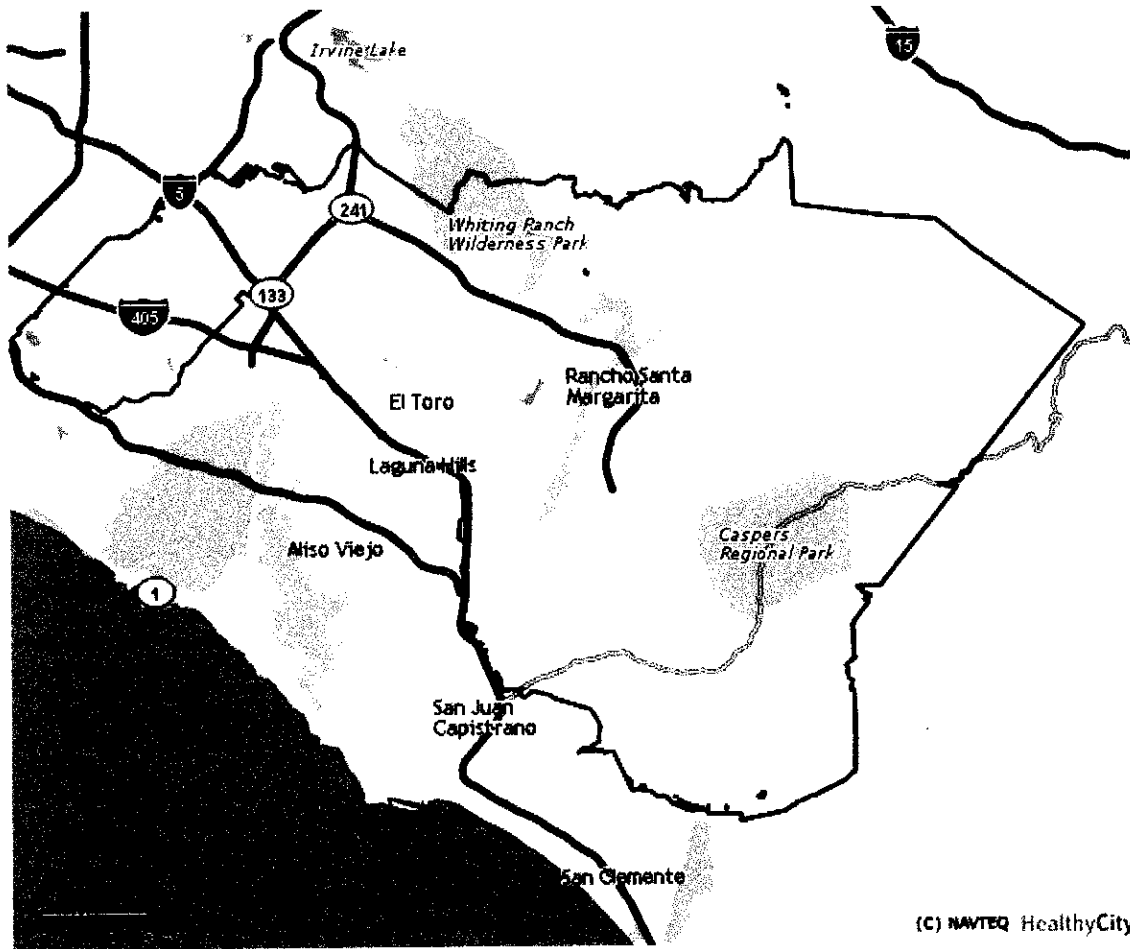 Irvine Lake
15
5
241
Whiting Ranch
Wilderness Park
133
405
Rancho Santa
Margarita
El Toro
Laguna Hills
Caspers
Regional Park
Aliso Viejo
1
San Juan
Capistrano
San Clemente
(C) NAVTEQ HealthyCity